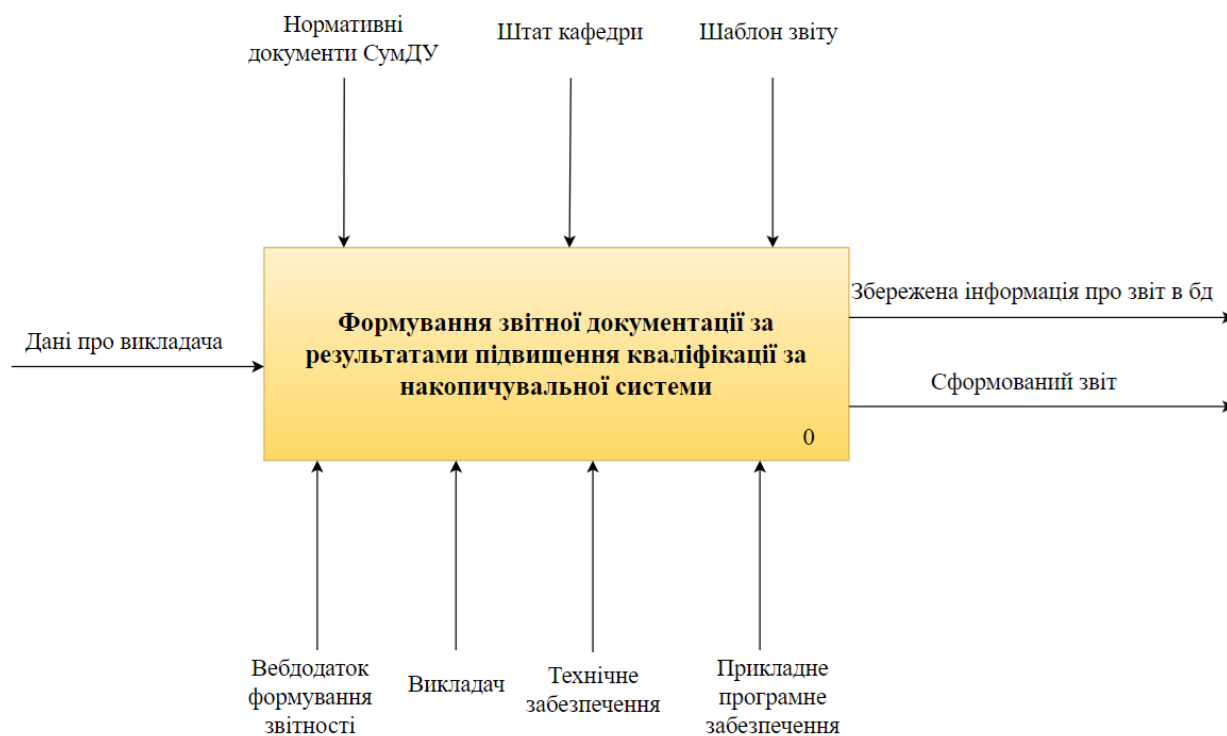 Нормативні
документи СумДУ
Штат кафедри
Шаблон звіту
Дані про викладача
Формування звітної документації за
результатами підвищення кваліфікації за
накопичувальної системи
0
Збережена інформація про звіт в бд
Сформований звіт
Вебдодаток
формування
звітності
Викладач
Технічне
забезпечення
Прикладне
програмне
забезпечення